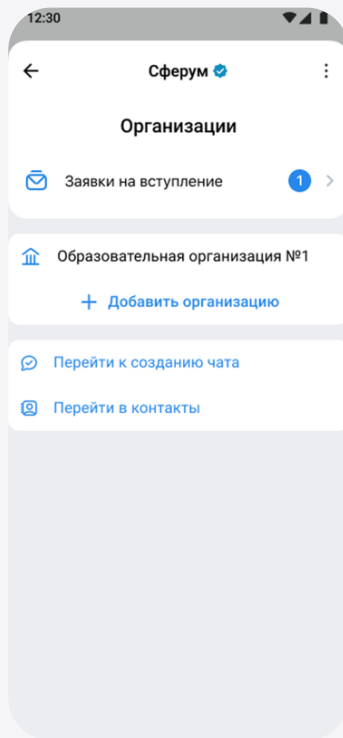 12:30
Сферум
Организации
Заявки на вступление 1
Образовательная организация №1
+ Добавить организацию
Перейти к созданию чата
Перейти в контакты